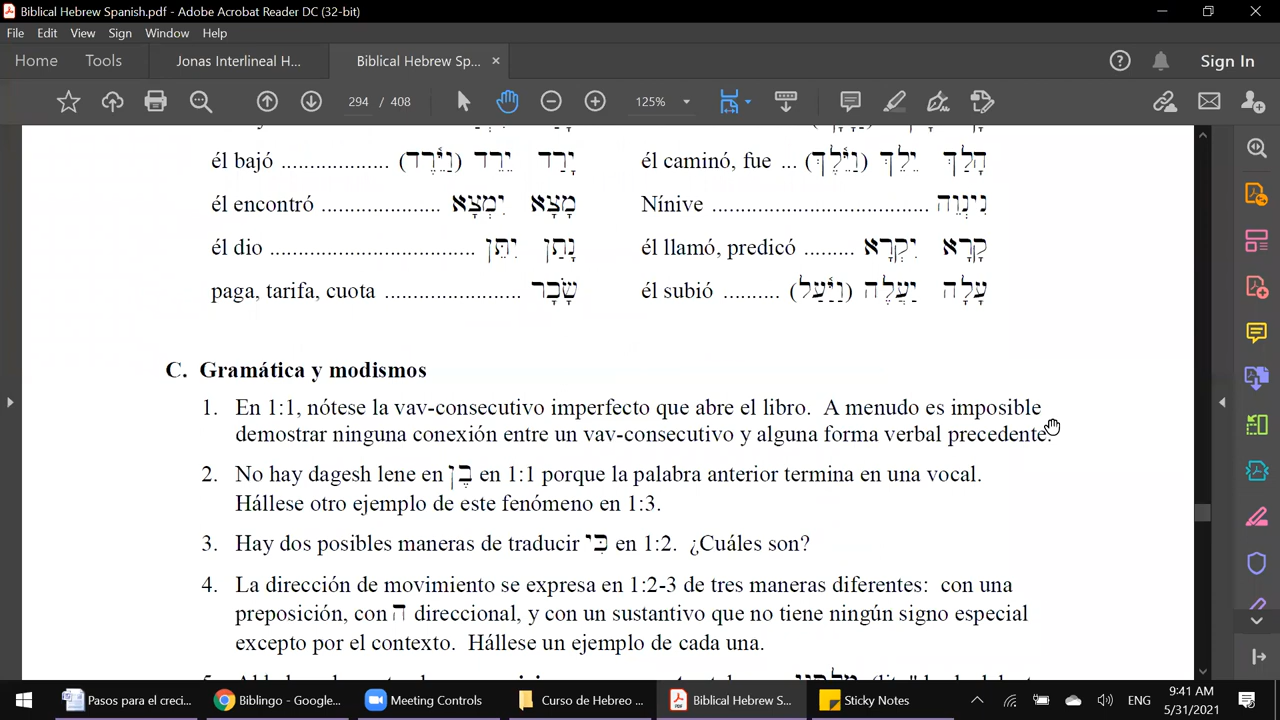 Biblical Hebrew Spanish.pdf - Adobe Acrobat Reader DC (32-bit)
File Edit View Sign Window Help
Home Tools Jonas Interlineal H... Biblical Hebrew Sp... ×
294 / 408 125% Sign In
él bajó .................. יָרַד יֵרֵד (וַיֵּ֫רֶד)
él caminó, fue ... הָלַךְ יֵלֵךְ (וַיֵּ֫לֶךְ)
él encontró .................... מָצָא יִמְצָא
Nínive .................................... נִינְוֵה
él dio ................................... נָתַן יִתֵּן
él llamó, predicó ......... קָרָא יִקְרָא
paga, tarifa, cuota ........................ שָׂכָר
él subió .......... עָלָה יַעֲלֶה (וַיַּ֫עַל)
C. Gramática y modismos
1. En 1:1, nótese la vav-consecutivo imperfecto que abre el libro. A menudo es imposible
demostrar ninguna conexión entre un vav-consecutivo y alguna forma verbal precedente.
2. No hay dagesh lene en בֶן en 1:1 porque la palabra anterior termina en una vocal.
Hállese otro ejemplo de este fenómeno en 1:3.
3. Hay dos posibles maneras de traducir כִּי en 1:2. ¿Cuáles son?
4. La dirección de movimiento se expresa en 1:2-3 de tres maneras diferentes: con una
preposición, con ה direccional, y con un sustantivo que no tiene ningún signo especial
excepto por el contexto. Hállese un ejemplo de cada una.
Pasos para el creci... Biblingo - Google... Meeting Controls Curso de Hebreo ... Biblical Hebrew S... Sticky Notes ENG 9:41 AM
5/31/2021